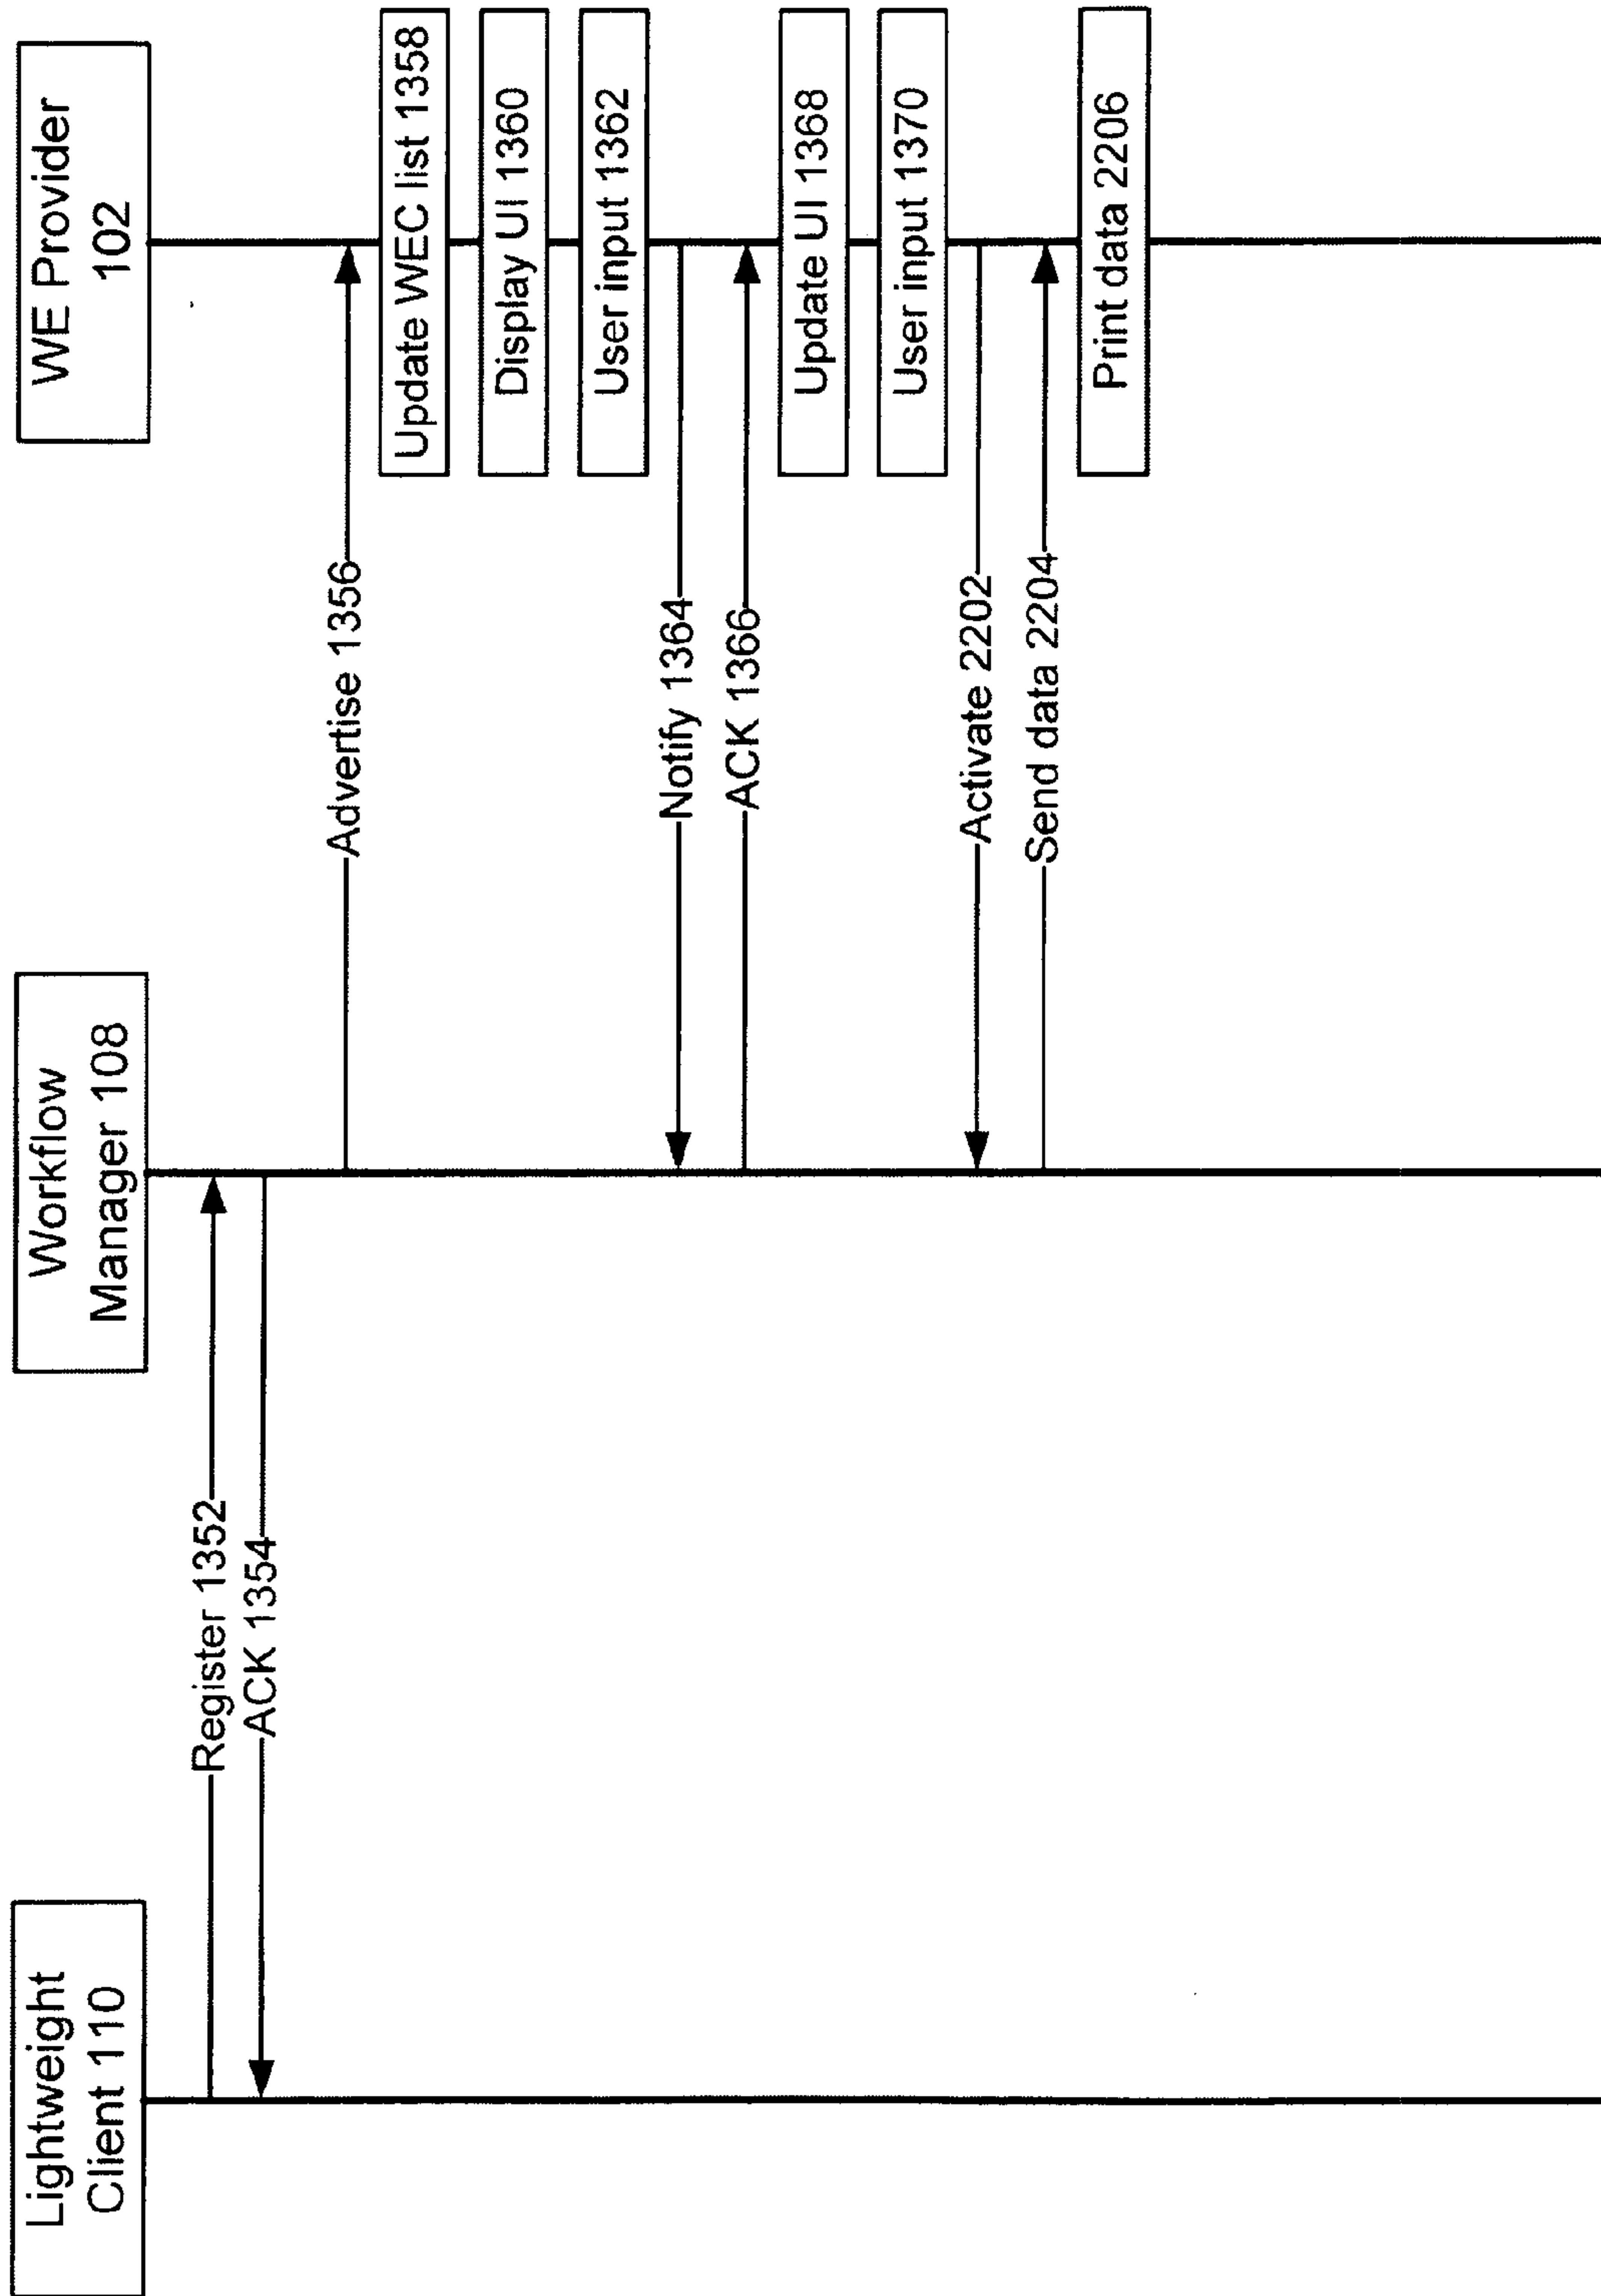 Lightweight
Client 110
Workflow
Manager 108
WE Provider
102
Register 1352
ACK 1354
Advertise 1356
Update WEC list 1358
Display UI 1360
User input 1362
Notify 1364
ACK 1366
Update UI 1368
User input 1370
Activate 2202
Send data 2204
Print data 2206